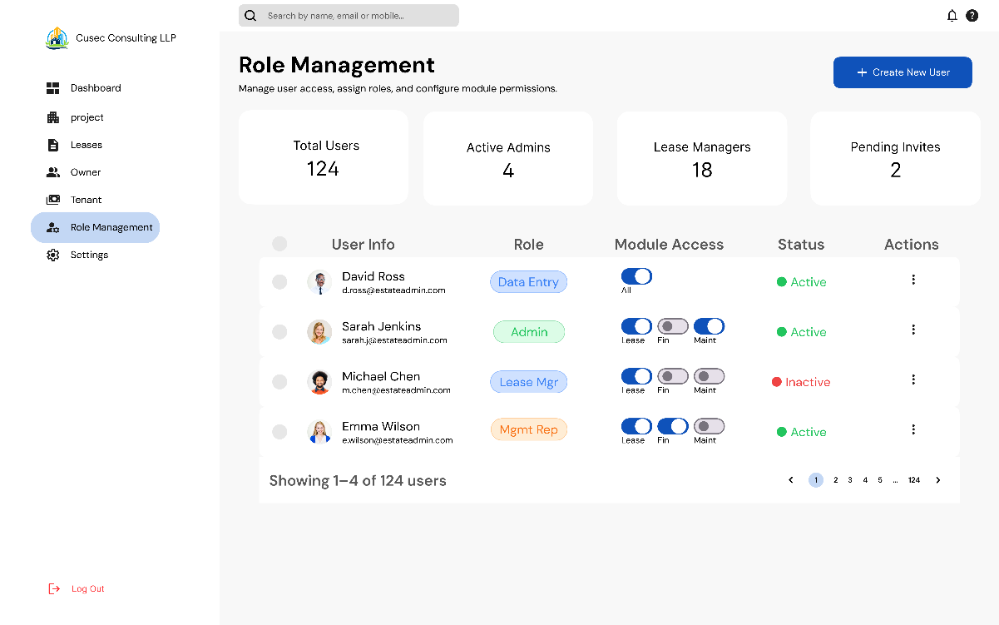 Search by name, email or mobile...
?
Cusec Consulting LLP
Dashboard
project
Leases
Owner
Tenant
Role Management
Settings
Log Out
Role Management
Manage user access, assign roles, and configure module permissions.
+ Create New User
Total Users
124
Active Admins
4
Lease Managers
18
Pending Invites
2
User Info Role Module Access Status Actions
David Ross
d.ross@estateadmin.com
Data Entry
All
Active
Sarah Jenkins
sarah.j@estateadmin.com
Admin
Lease Fin Maint
Active
Michael Chen
m.chen@estateadmin.com
Lease Mgr
Lease Fin Maint
Inactive
Emma Wilson
e.wilson@estateadmin.com
Mgmt Rep
Lease Fin Maint
Active
Showing 1–4 of 124 users
1 2 3 4 5 ... 124